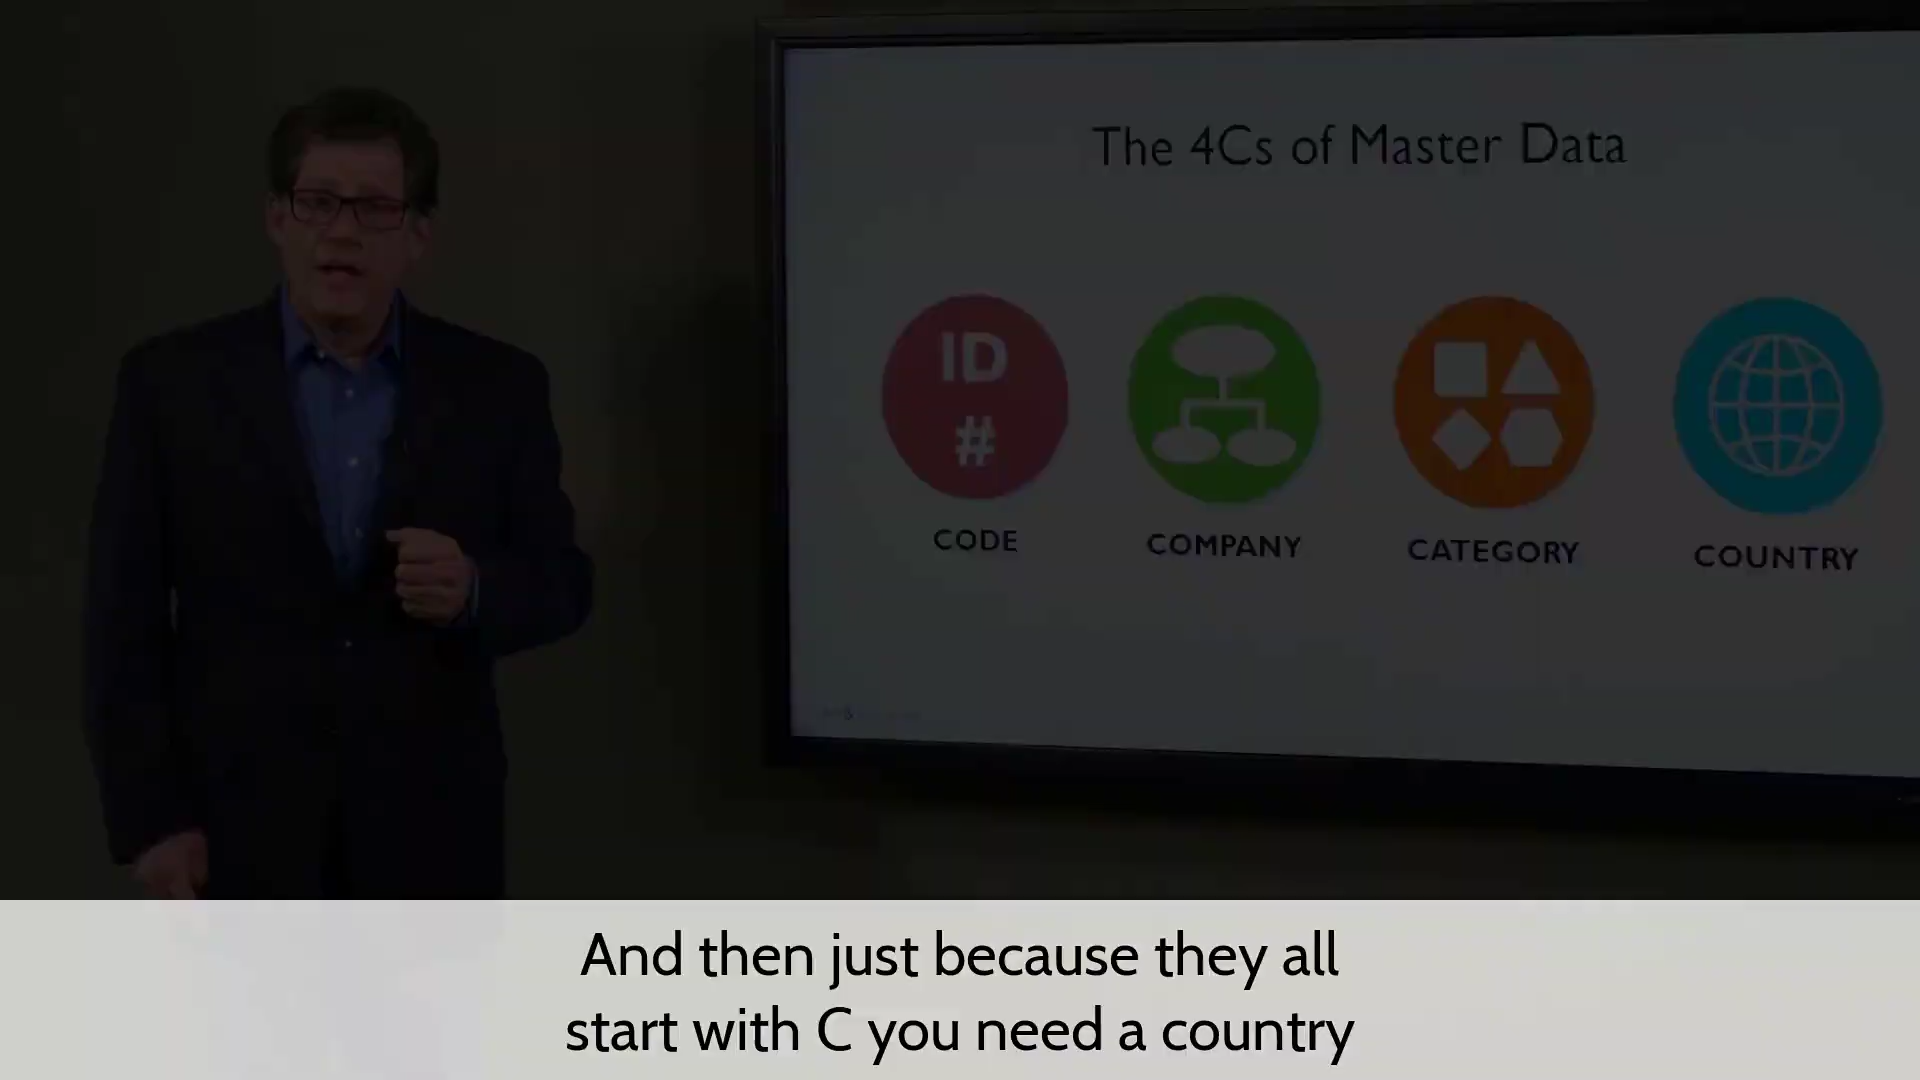 The 4Cs of Master Data
ID
#
CODE
COMPANY
CATEGORY
COUNTRY
And then just because they all
start with C you need a country